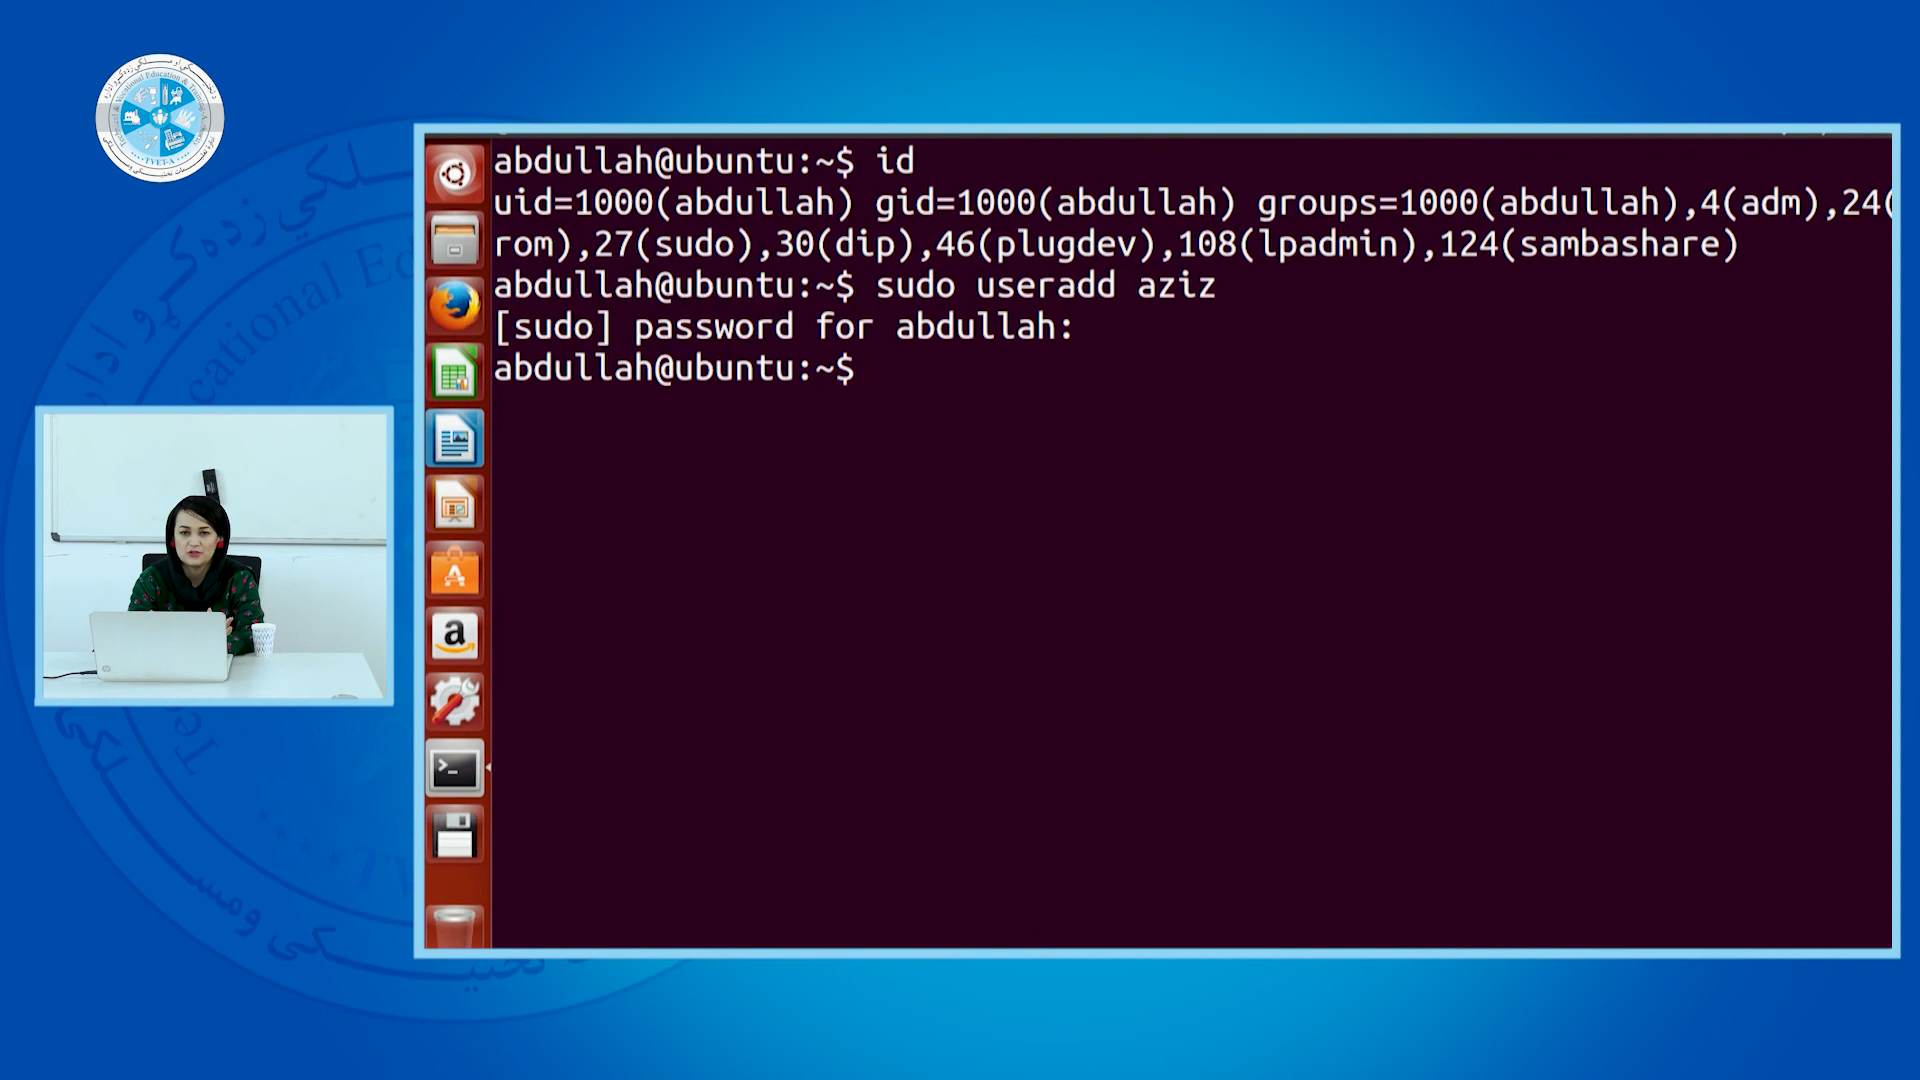 abdullah@ubuntu:~$ id
uid=1000(abdullah) gid=1000(abdullah) groups=1000(abdullah),4(adm),24(
rom),27(sudo),30(dip),46(plugdev),108(lpadmin),124(sambashare)
abdullah@ubuntu:~$ sudo useradd aziz
[sudo] password for abdullah:
abdullah@ubuntu:~$
TVET-A